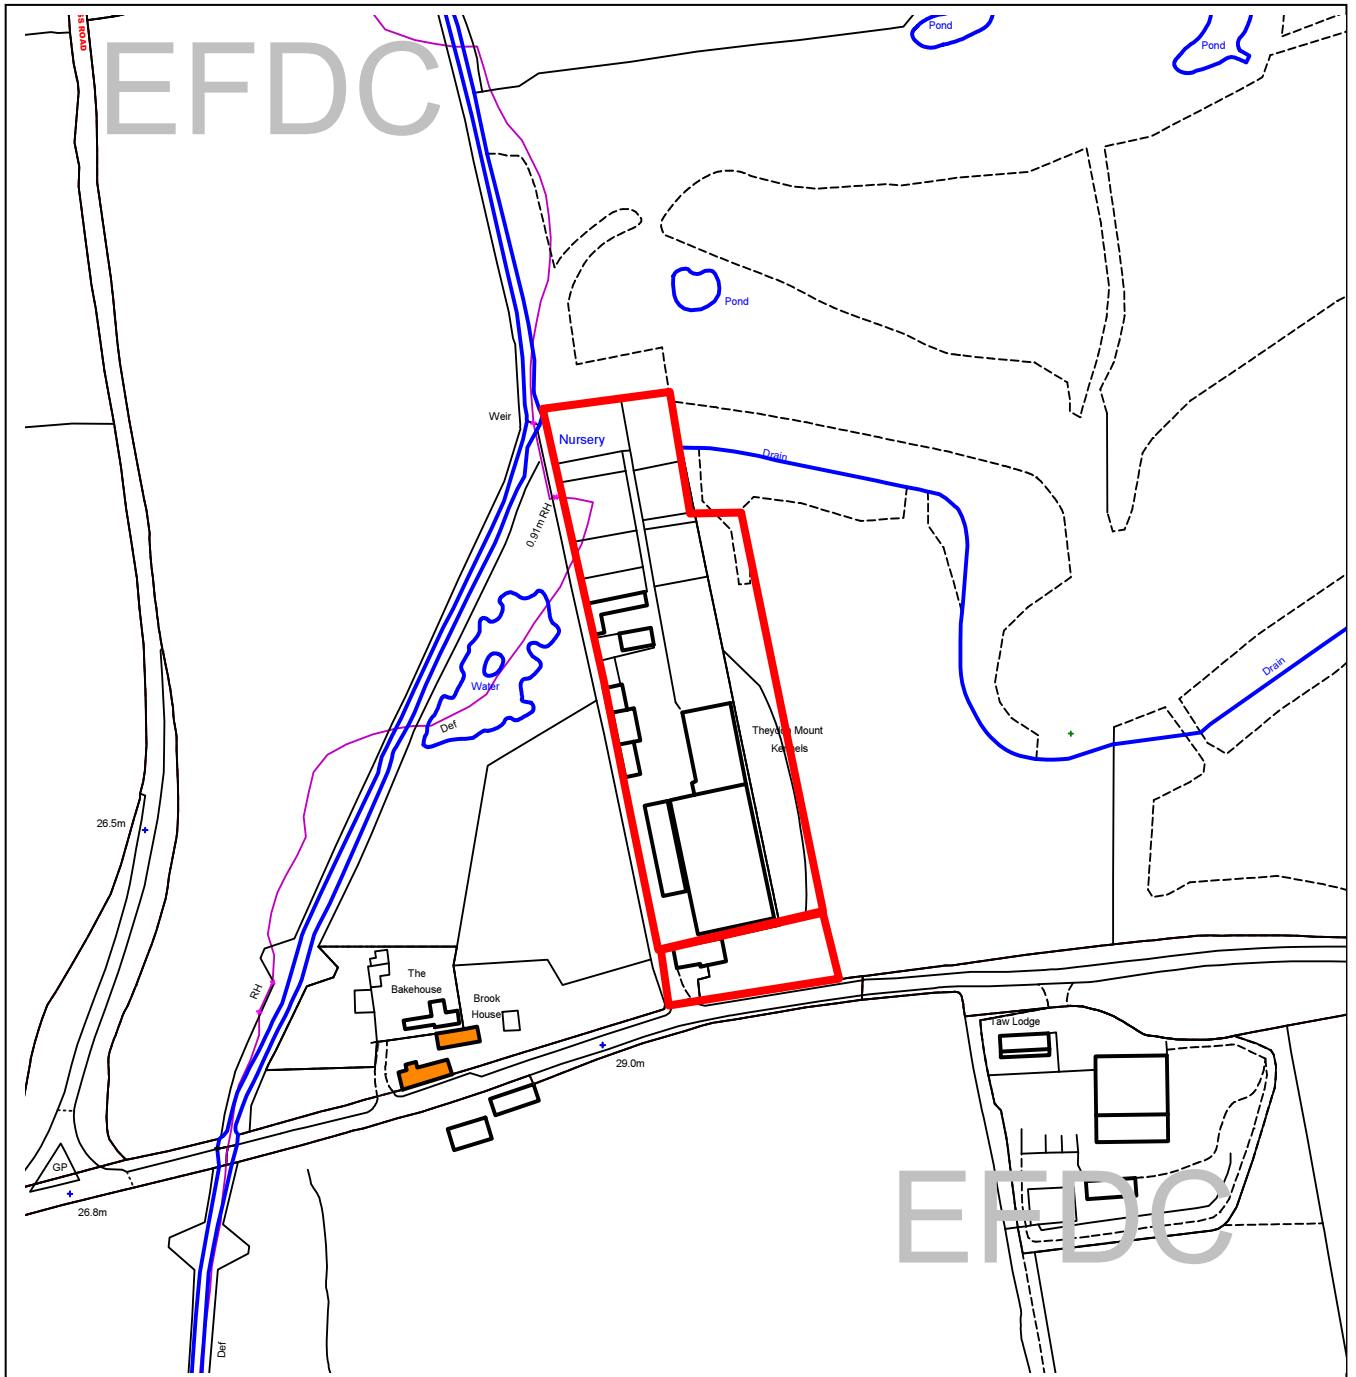 EFDC
Pond
Pond
Pond
Weir
Nursery
Drain
0.91m RH
Water
Def
Theydon Mount
Kennels
Drain
26.5m
RH
The
Bakehouse
Brook
House
Taw Lodge
29.0m
GP
26.8m
EFDC
Def